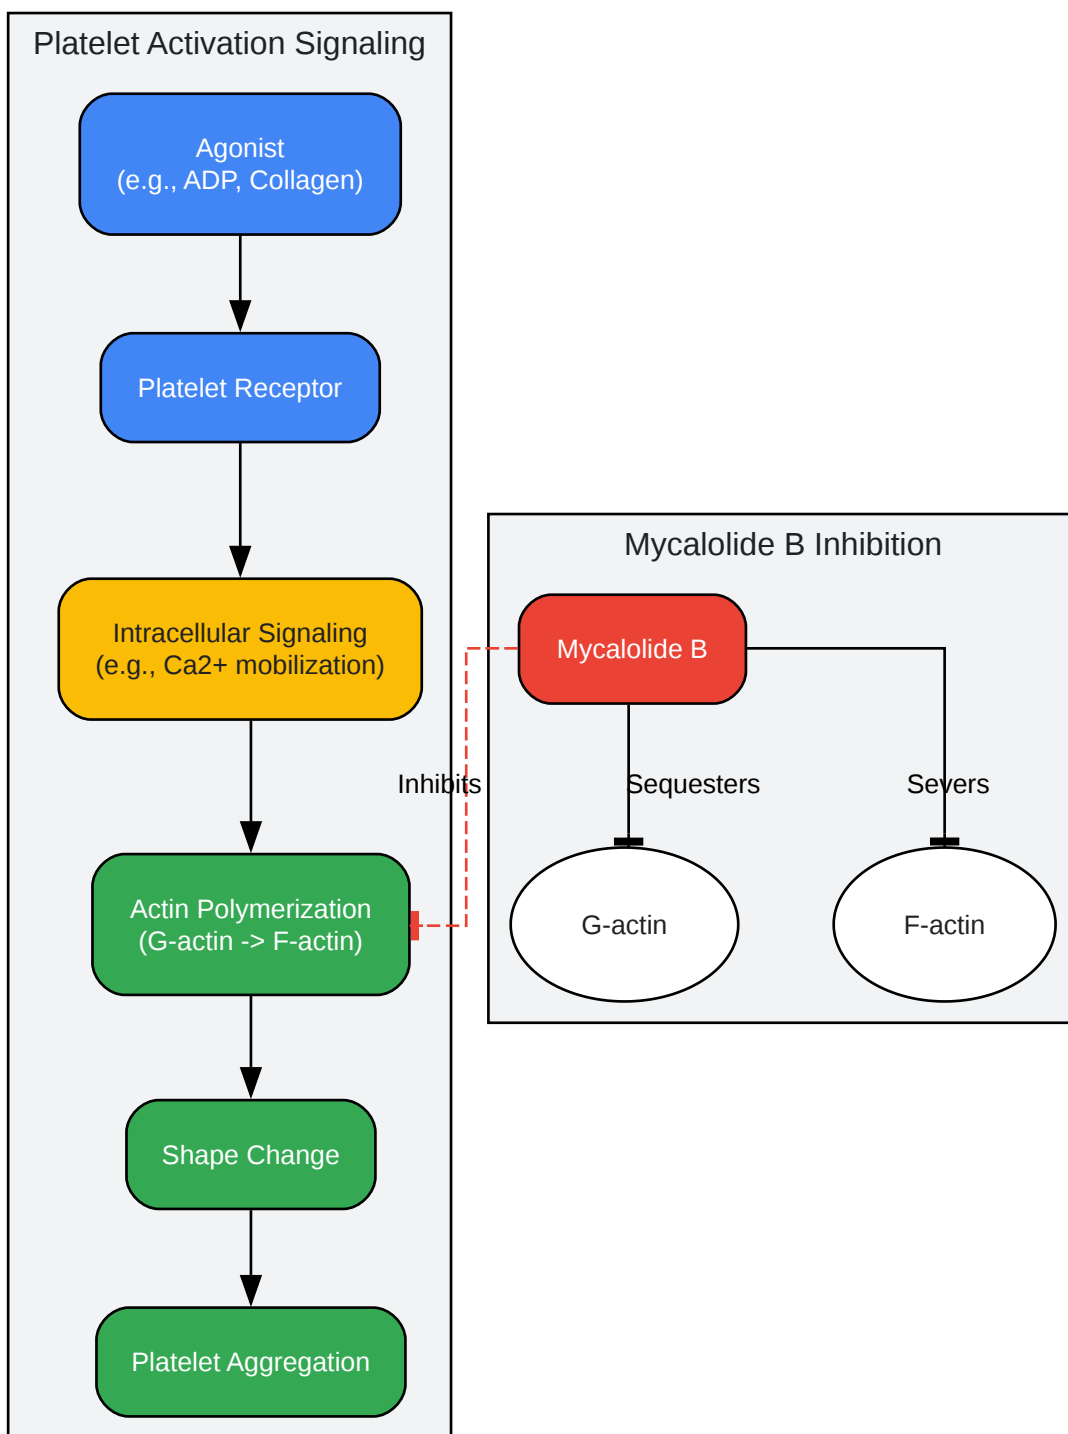 Platelet Activation Signaling
Agonist
(e.g., ADP, Collagen)
Platelet Receptor
Intracellular Signaling
(e.g., Ca2+ mobilization)
Actin Polymerization
(G-actin -> F-actin)
Shape Change
Platelet Aggregation
Mycalolide B Inhibition
Mycalolide B
Inhibits
Sequesters
Severs
G-actin
F-actin